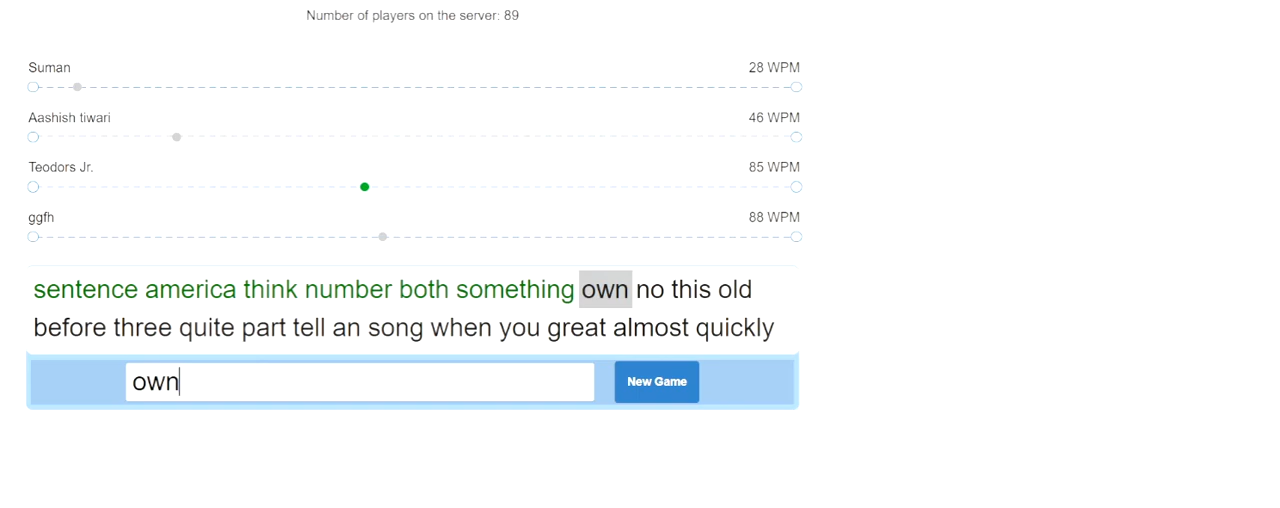 Number of players on the server: 89
Suman 28 WPM
Aashish tiwari 46 WPM
Teodors Jr. 85 WPM
ggfh 88 WPM
sentence america think number both something own no this old
before three quite part tell an song when you great almost quickly
own New Game